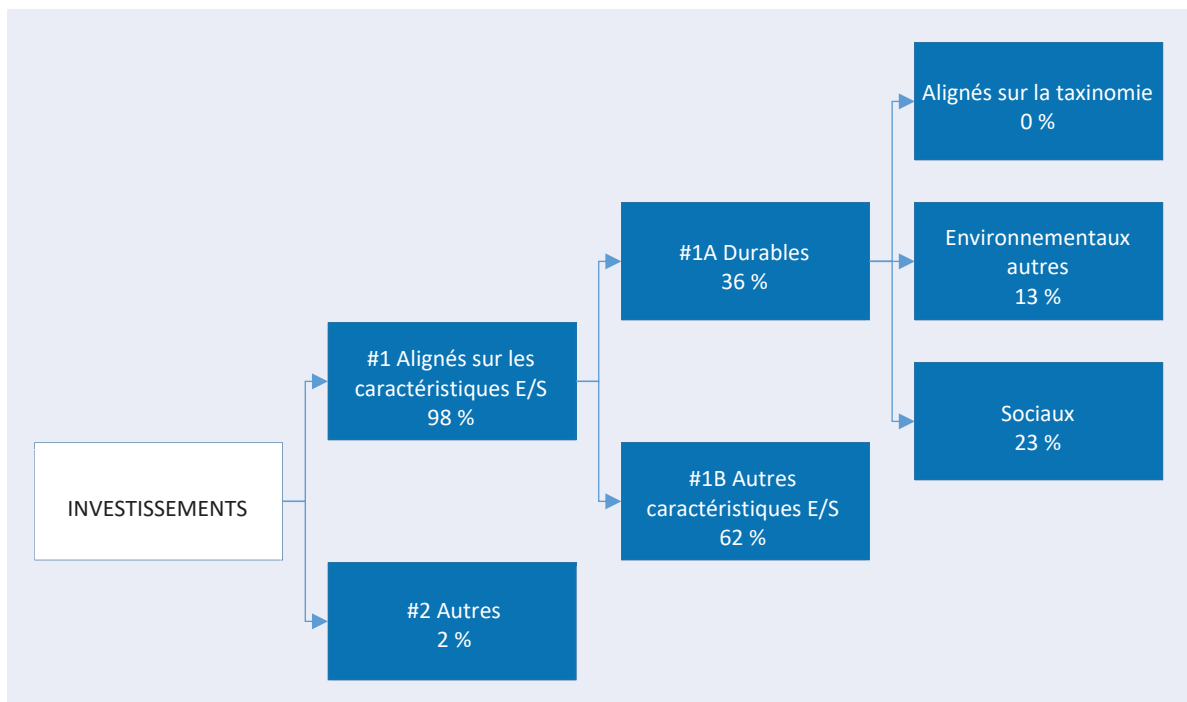 Alignés sur la taxinomie
0 %
#1A Durables
36 %
Environnementaux
autres
13 %
#1 Alignés sur les
caractéristiques E/S
98 %
Sociaux
23 %
INVESTISSEMENTS
#1B Autres
caractéristiques E/S
62 %
#2 Autres
2 %